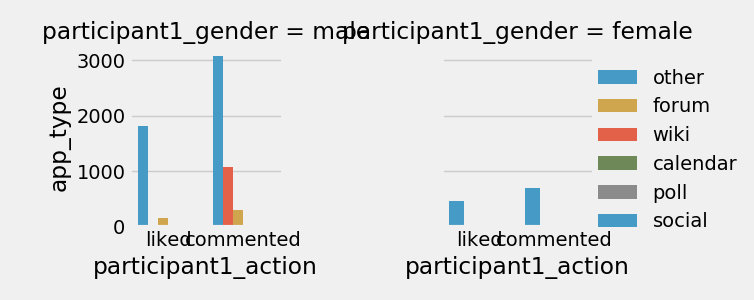 participant1_gender = male
participant1_gender = female
3000
2000
1000
0
app_type
liked
commented
participant1_action
liked
commented
participant1_action
other
forum
wiki
calendar
poll
social